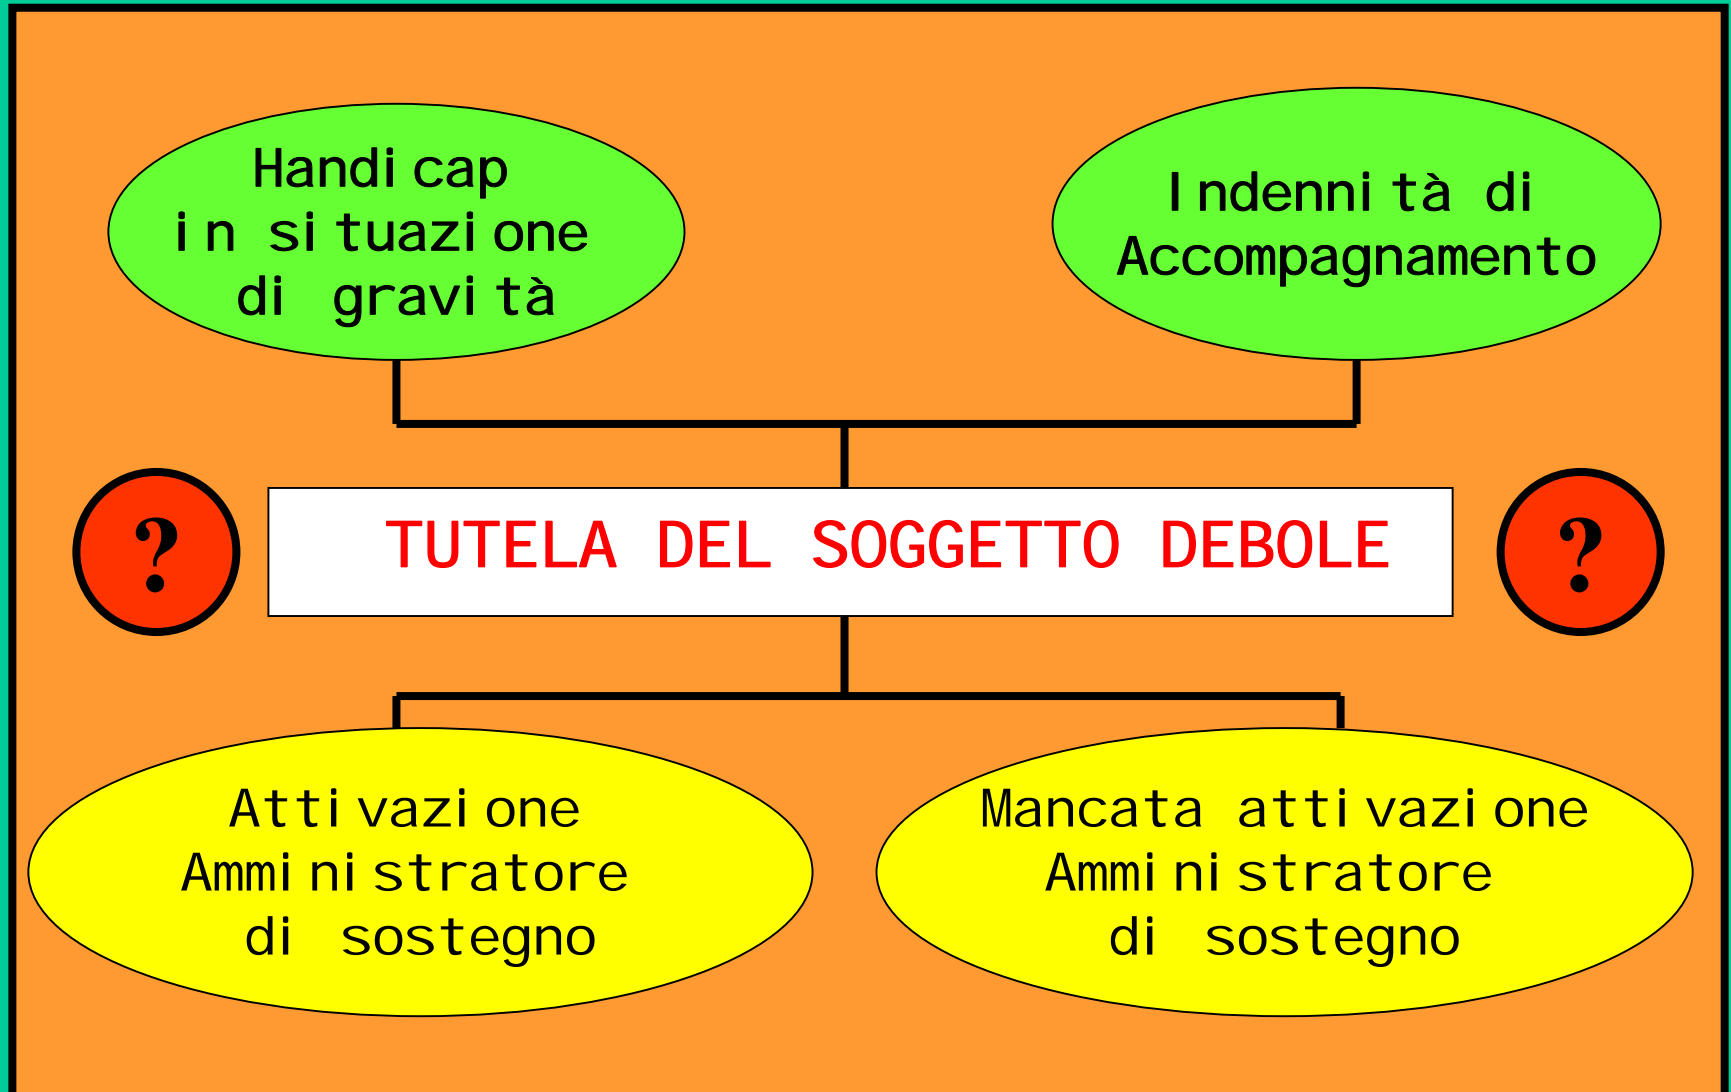 Handicap
in situazione
di gravità
Indennità di
Accompagnamento
?
TUTELA DEL SOGGETTO DEBOLE
?
Attivazione
Amministratore
di sostegno
Mancata attivazione
Amministratore
di sostegno